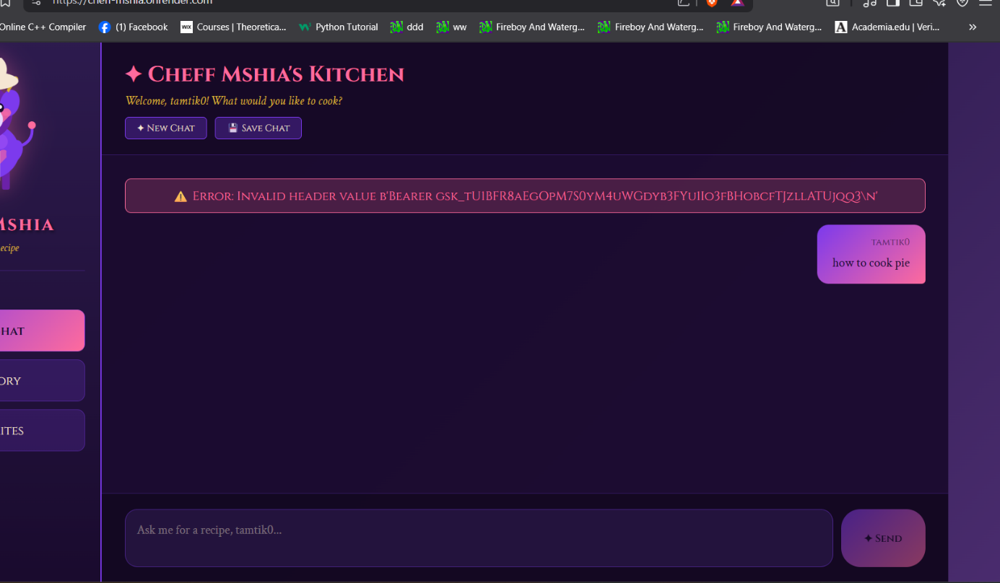 https://cheff-mshia.onrender.com
Online C++ Compiler
(1) Facebook
WIX
Courses | Theoretica...
Python Tutorial
ddd
ww
Fireboy And Waterg...
Fireboy And Waterg...
Fireboy And Waterg...
A
Academia.edu | Veri...
»
✦ Cheff Mshia's Kitchen
Welcome, tamtik0! What would you like to cook?
✦ New Chat
💾 Save Chat
⚠️ Error: Invalid header value b'Bearer
tamtik0
how to cook pie
Mshia
ecipe
hat
ory
ites
Ask me for a recipe, tamtik0...
✦ Send